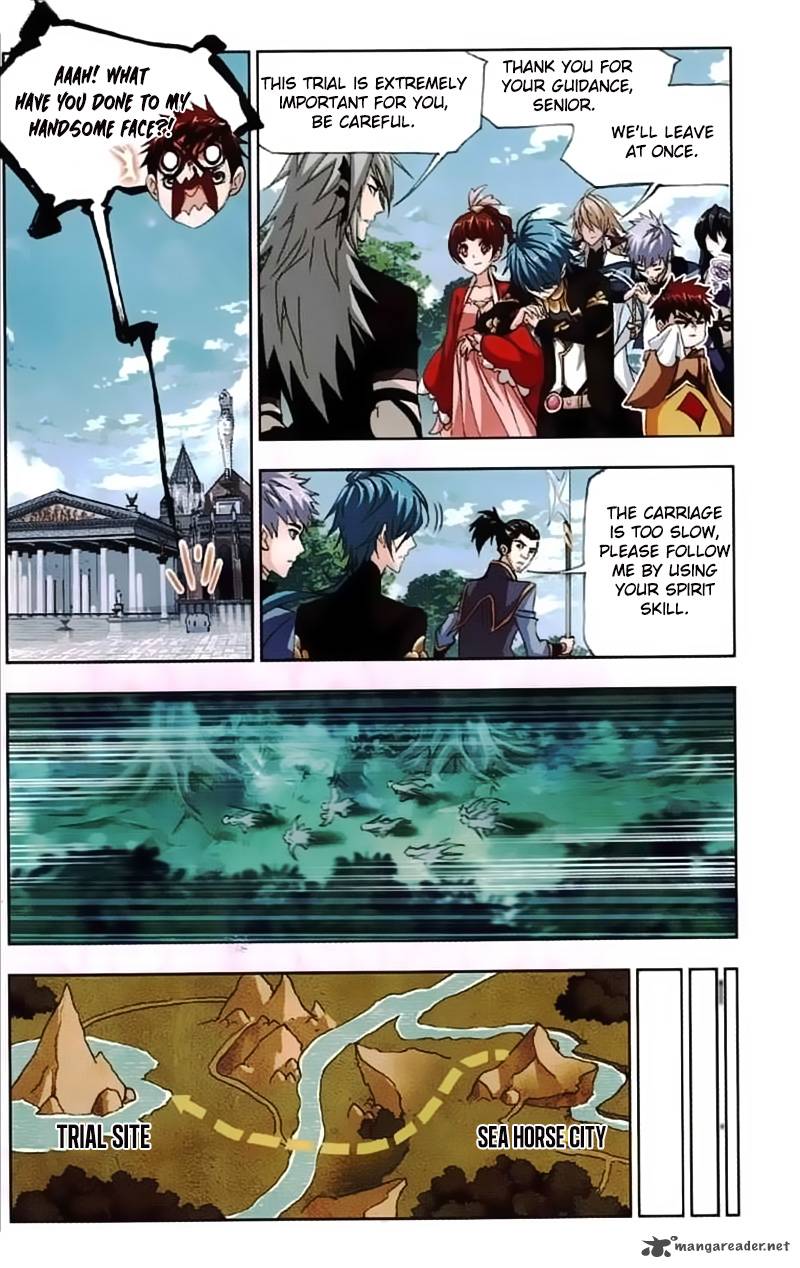 AAAH! WHAT
HAVE YOU DONE TO MY
HANDSOME FACE?!
THIS TRIAL IS EXTREMELY
IMPORTANT FOR YOU,
BE CAREFUL.
THANK YOU FOR
YOUR GUIDANCE,
SENIOR.
WE'LL LEAVE
AT ONCE.
THE CARRIAGE
IS TOO SLOW,
PLEASE FOLLOW
ME BY USING
YOUR SPIRIT
SKILL.
TRIAL SITE
SEA HORSE CITY
mangareader.net